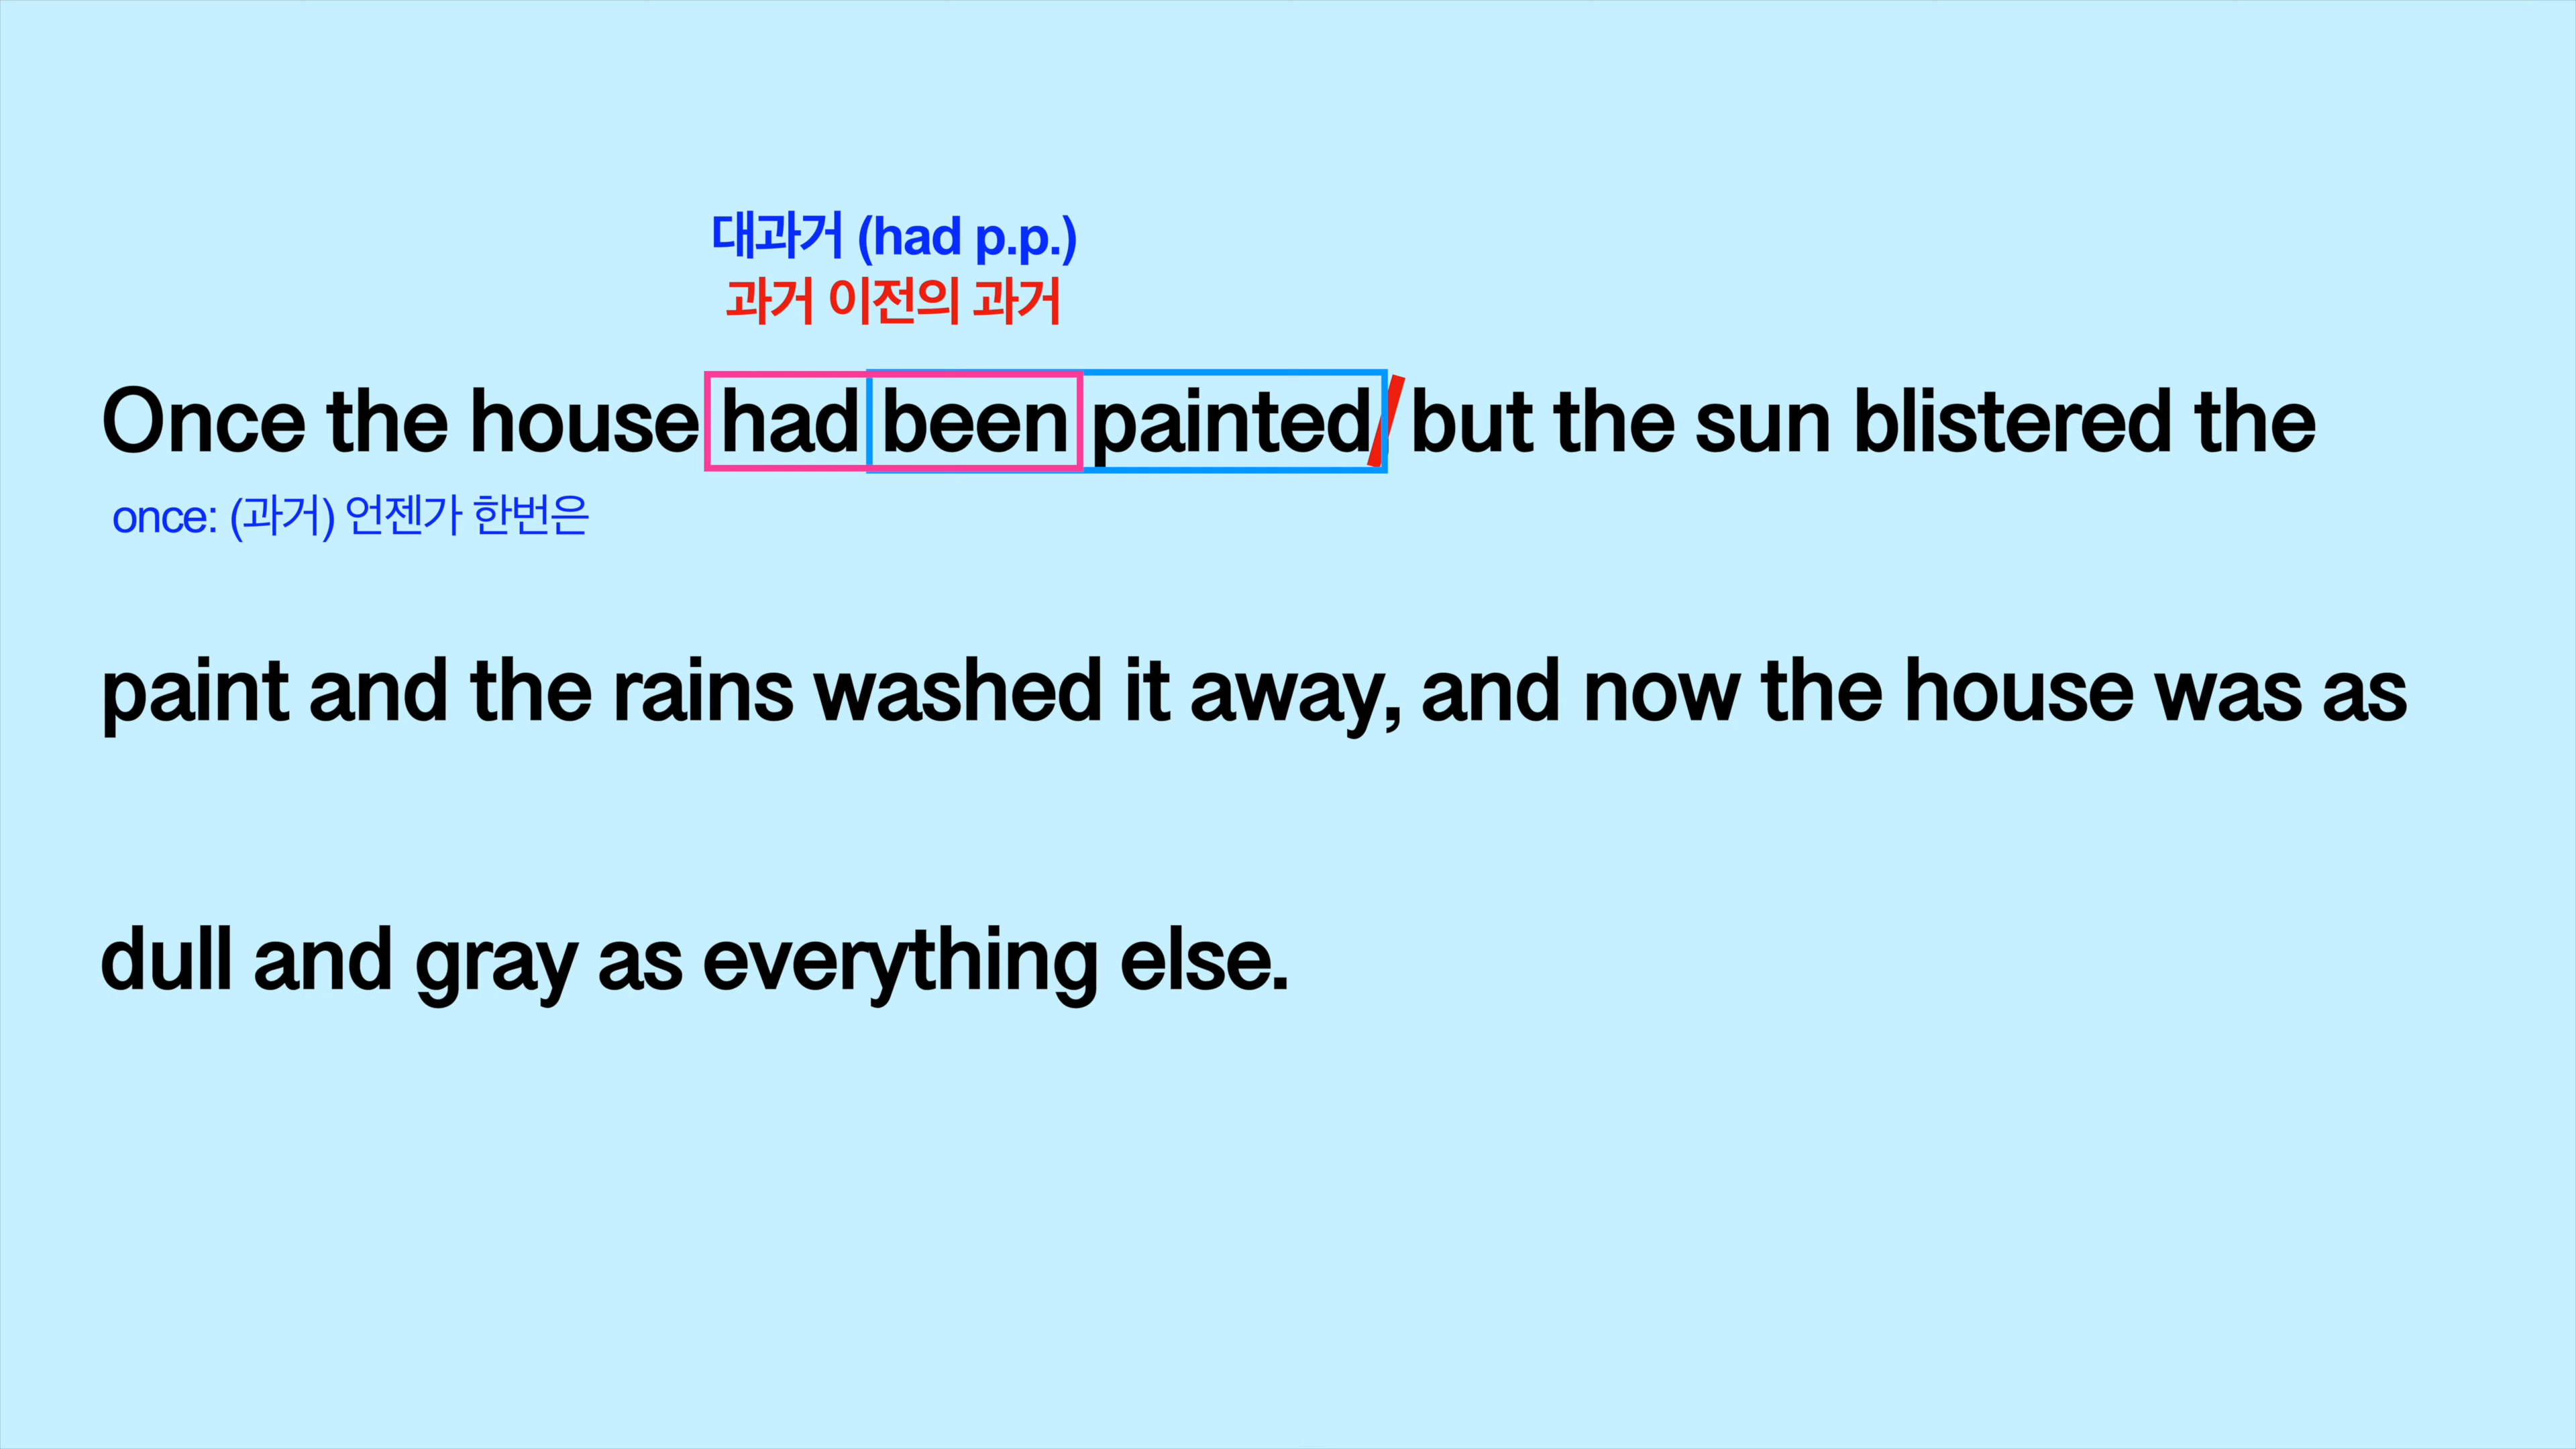 대과거 (had p.p.)
과거 이전의 과거
Once the house had been painted, but the sun blistered the
once: (과거) 언젠가 한번은
paint and the rains washed it away, and now the house was as
dull and gray as everything else.